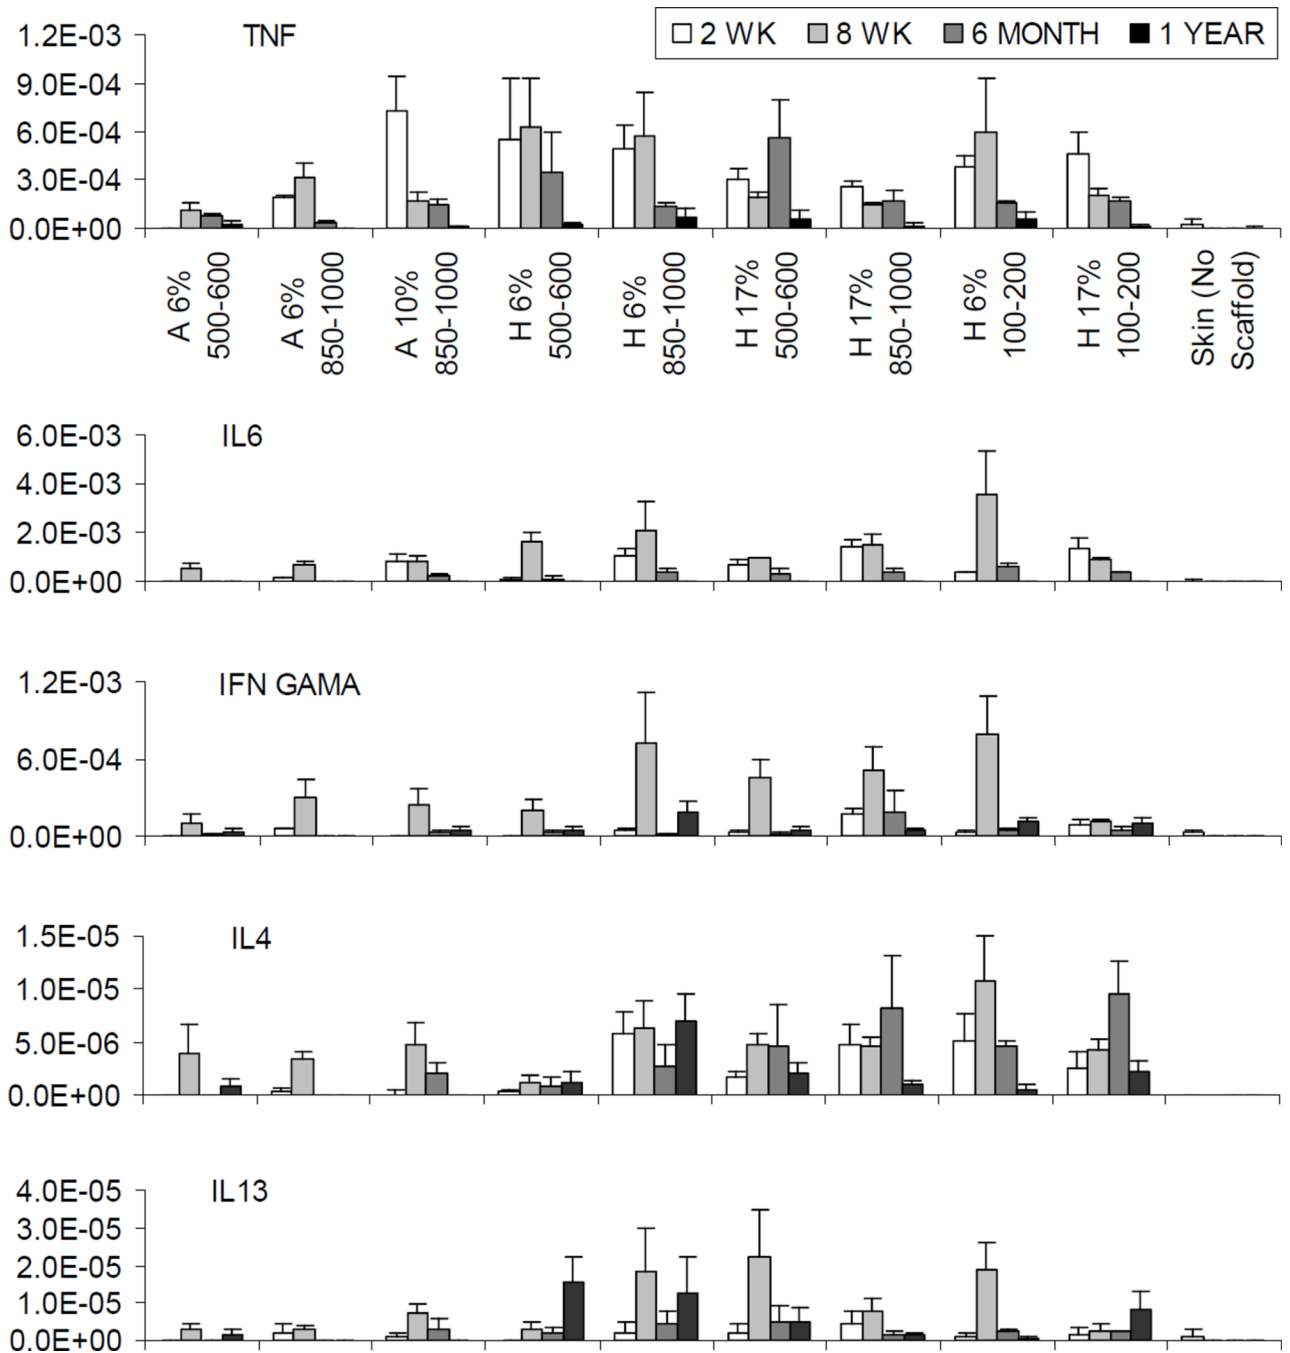 TNF
2 WK 8 WK 6 MONTH 1 YEAR
1.2E-03
9.0E-04
6.0E-04
3.0E-04
0.0E+00
A 6%
500-600
A 6%
850-1000
A 10%
850-1000
H 6%
500-600
H 6%
850-1000
H 17%
500-600
H 17%
850-1000
H 6%
100-200
H 17%
100-200
Skin (No
Scaffold)
IL6
6.0E-03
4.0E-03
2.0E-03
0.0E+00
IFN GAMA
1.2E-03
6.0E-04
0.0E+00
IL4
1.5E-05
1.0E-05
5.0E-06
0.0E+00
IL13
4.0E-05
3.0E-05
2.0E-05
1.0E-05
0.0E+00